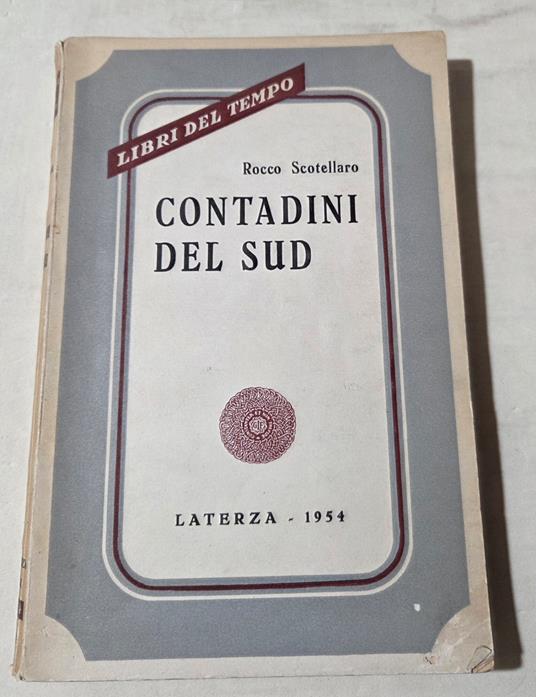 LIBRI DEL TEMPO
Rocco Scotellaro
CONTADINI
DEL SUD
LATERZA - 1954